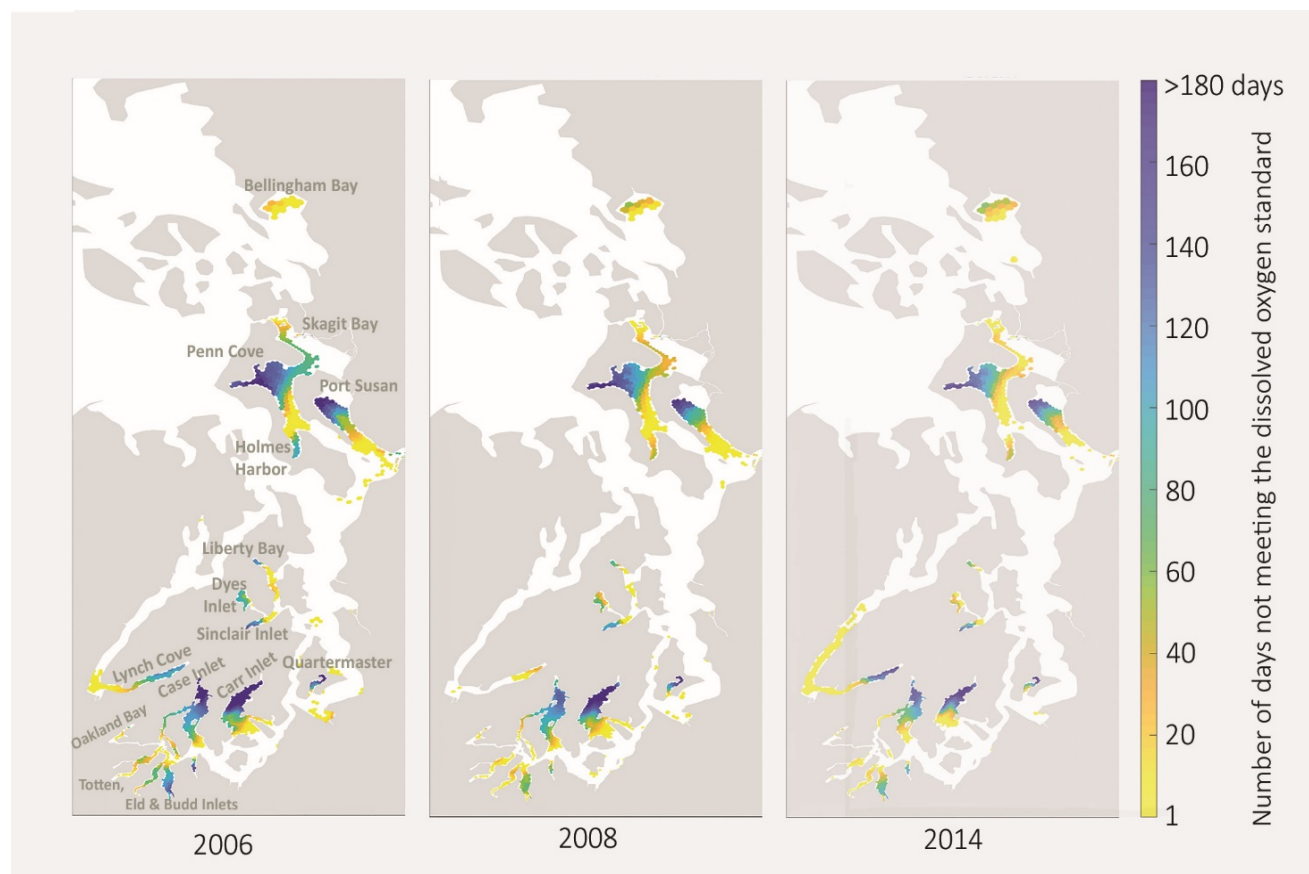 Bellingham Bay
Skagit Bay
Penn Cove
Port Susan
Holmes
Harbor
Liberty Bay
Dyes
Inlet
Sinclair Inlet
Lynch Cove
Case Inlet
Carr Inlet
Quartermaster
Oakland Bay
Totten,
Eld & Budd Inlets
2006
2008
2014
>180 days
160
140
120
100
80
60
40
20
1
Number of days not meeting the dissolved oxygen standard